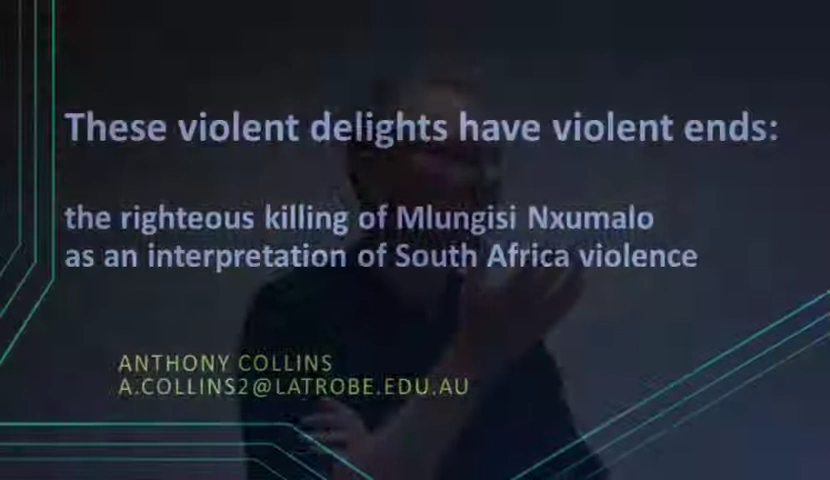 These violent delights have violent ends:
the righteous killing of Mlungisi Nxumalo
as an interpretation of South Africa violence
ANTHONY COLLINS
A.COLLINS2@LATROBE.EDU.AU